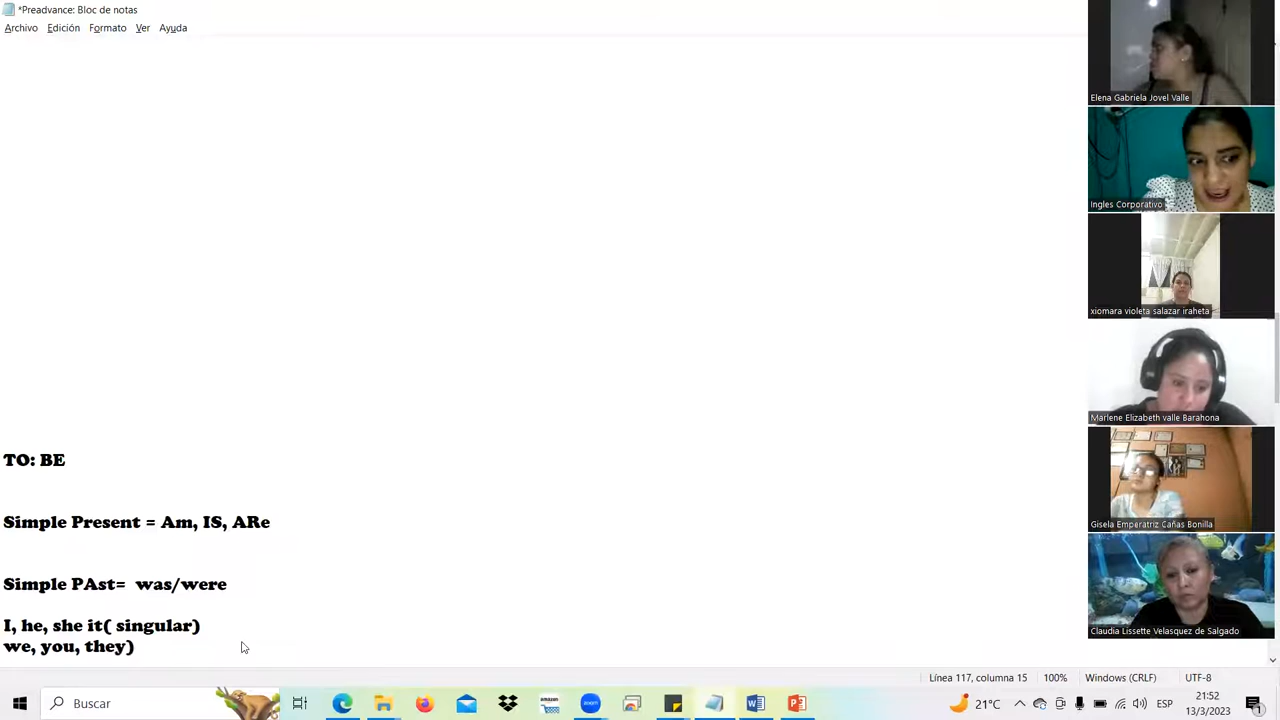 *Preadvance: Bloc de notas
Archivo Edición Formato Ver Ayuda
TO: BE
Simple Present = Am, IS, ARe
Simple PAst=  was/were
I, he, she it( singular)
we, you, they)
Elena Gabriela Jovel Valle
Ingles Corporativo
xiomara violeta salazar iraheta
Marlene Elizabeth valle Barahona
Gisela Emperatriz Cañas Bonilla
Claudia Lissette Velasquez de Salgado
Línea 117, columna 15 100% Windows (CRLF) UTF-8
Buscar
amazon
zoom
21°C
ESP
21:52
13/3/2023
1